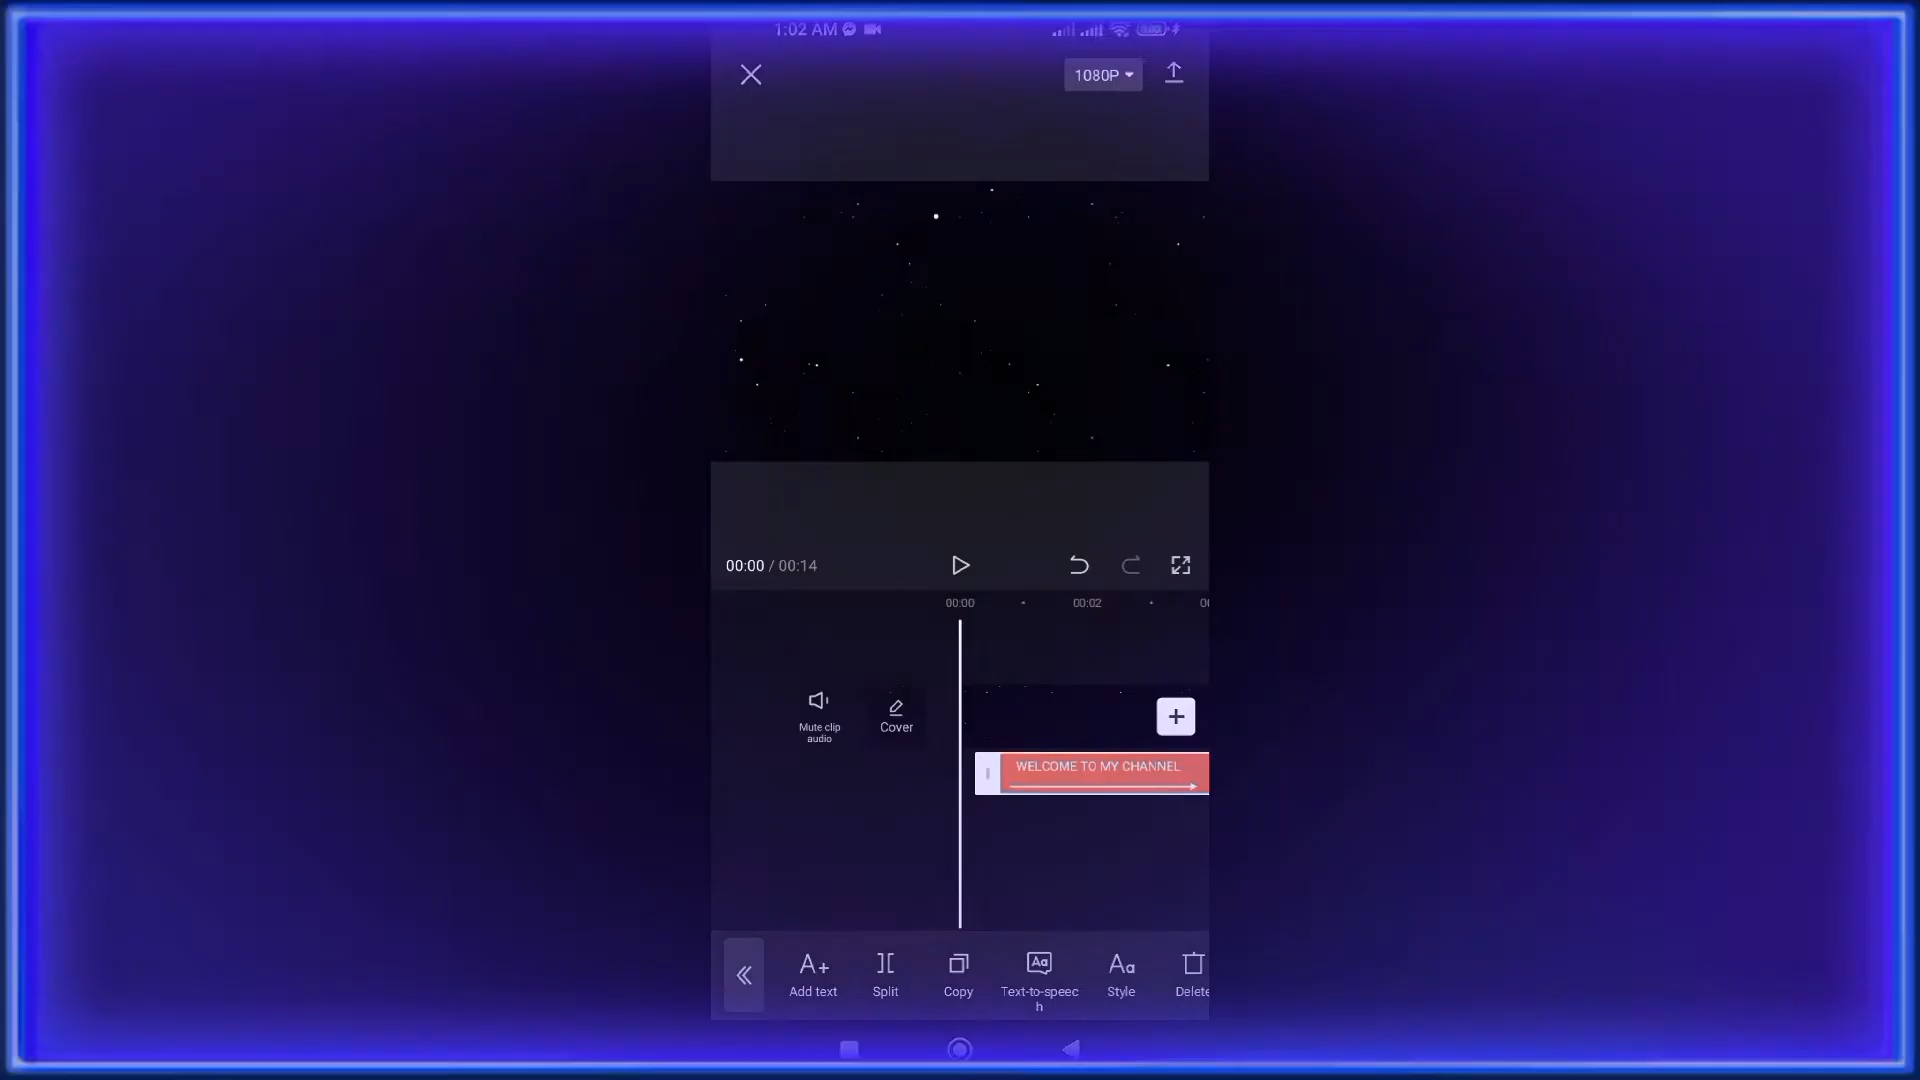 1:02 AM
1080P
00:00 / 00:14
00:00
00:02
Mute clip
audio
Cover
WELCOME TO MY CHANNEL
Add text
Split
Copy
Text-to-speec
h
Style
Delete